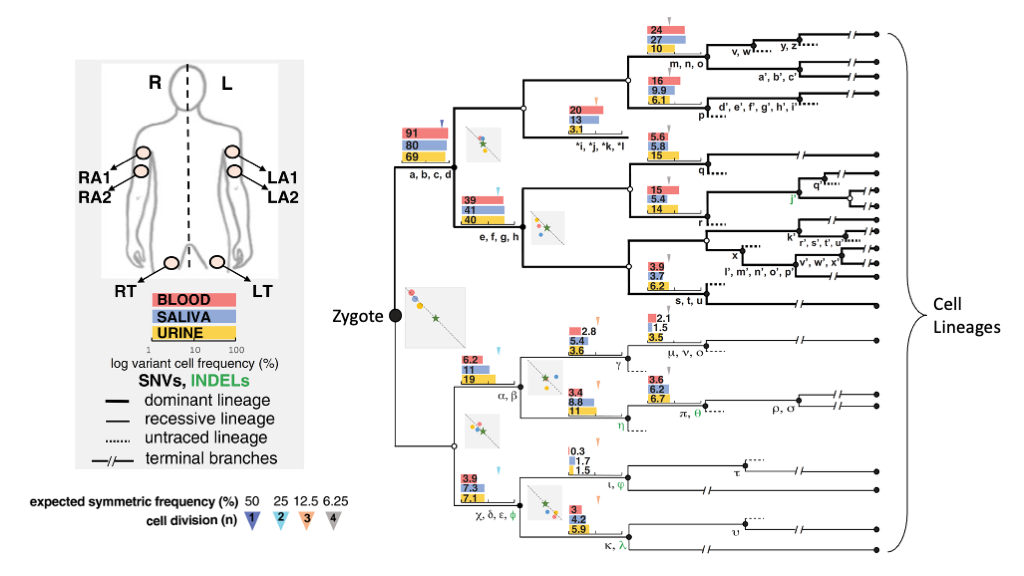 R L
RA1
RA2
LA1
LA2
RT LT
BLOOD
SALIVA
URINE
1 10 100
log variant cell frequency (%)
SNVs, INDELs
dominant lineage
recessive lineage
untraced lineage
terminal branches
expected symmetric frequency (%) 50 25 12.5 6.25
cell division (n) 1 2 3 4
Zygote
91
80
69
a, b, c, d
39
41
40
e, f, g, h
20
13
3.1
*i, *j, *k, *l
24
27
10
m, n, o
v, w
y, z
a', b', c'
16
9.9
6.1
p
d', e', f', g', h', i'
5.6
5.8
15
q
15
5.4
14
r
q'
j'
k'
r', s', t', u'
x
v', w', x'
l', m', n', o', p'
3.9
3.7
6.2
s, t, u
6.2
11
19
α, β
2.8
5.4
3.6
γ
2.1
1.5
3.5
μ, ν, ο
3.4
8.8
11
η
3.6
6.2
6.7
π, θ
ρ, σ
3.9
7.3
7.1
χ, δ, ε, ϕ
0.3
1.7
1.5
ι, φ
τ
3
4.2
5.9
κ, λ
υ
Cell
Lineages